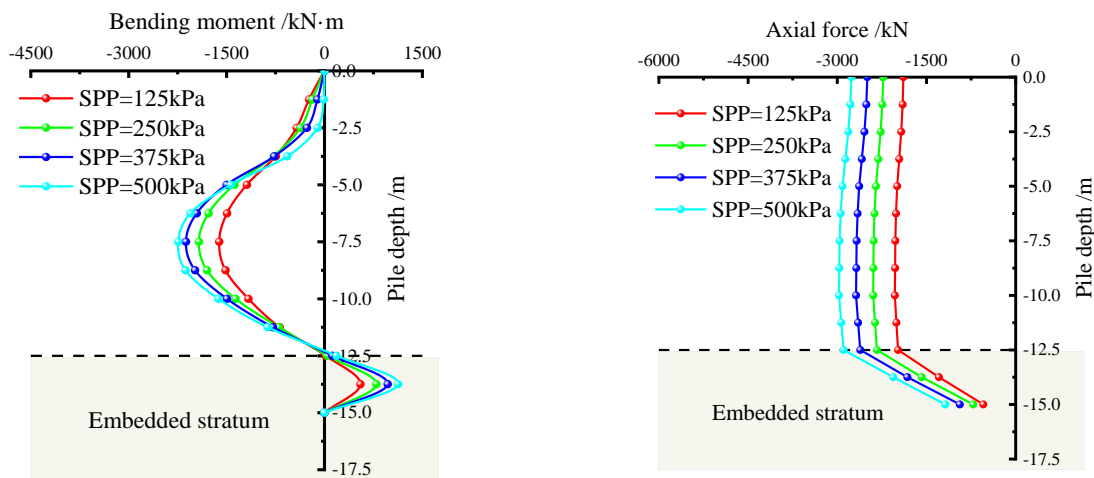 Bending moment /kN·m
-4500 -3000 -1500 0 1500
0.0
SPP=125kPa
SPP=250kPa
SPP=375kPa
SPP=500kPa
-2.5
-5.0
-7.5
-10.0
-12.5
-15.0
-17.5
Pile depth /m
Embedded stratum
Axial force /kN
-6000 -4500 -3000 -1500 0
0.0
SPP=125kPa
SPP=250kPa
SPP=375kPa
SPP=500kPa
-2.5
-5.0
-7.5
-10.0
-12.5
-15.0
-17.5
Pile depth /m
Embedded stratum